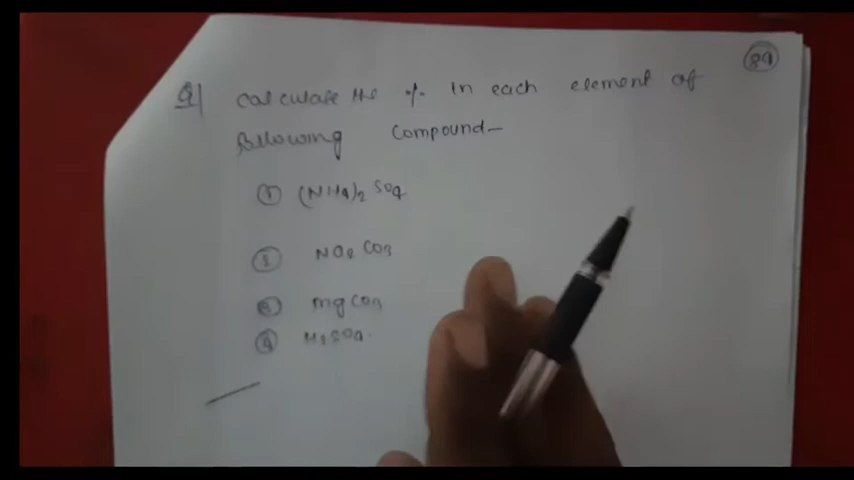 89
Q| Calculate the % in each element of
following Compound—
① (NH4)2 SO4
② Na2 CO3
③ MgCO3
④ H2SO4.